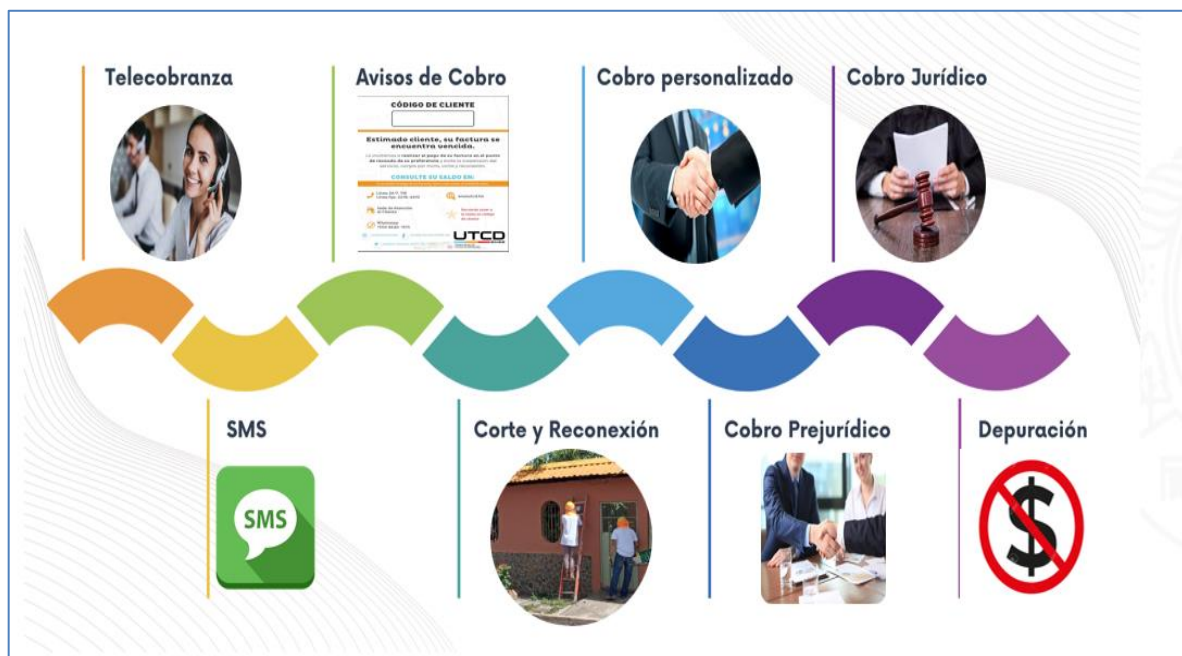 Telecobranza
Avisos de Cobro
Cobro personalizado
Cobro Jurídico
CÓDIGO DE CLIENTE
Estimado cliente, su factura se
encuentra vencida.
CONSULTE SU SALDO EN:
UTCD
SMS
Corte y Reconexión
Cobro Prejurídico
Depuración
SMS
$